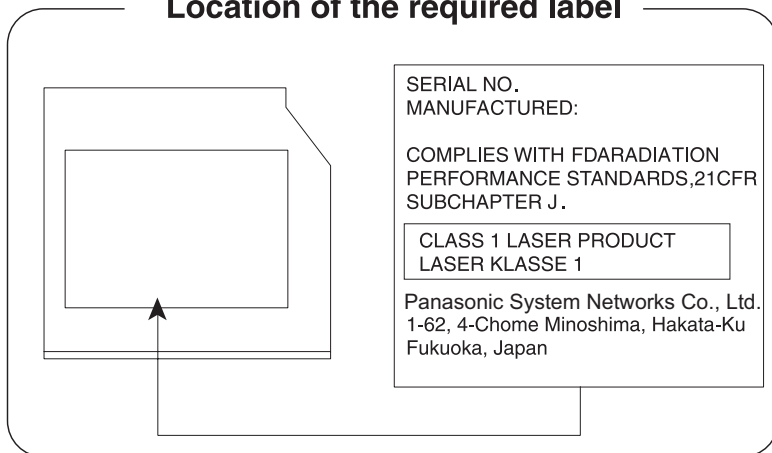 Location of the required label
SERIAL NO.
MANUFACTURED:
COMPLIES WITH FDARADIATION
PERFORMANCE STANDARDS,21CFR
SUBCHAPTER J.
CLASS 1 LASER PRODUCT
LASER KLASSE 1
Panasonic System Networks Co., Ltd.
1-62, 4-Chome Minoshima, Hakata-Ku
Fukuoka, Japan